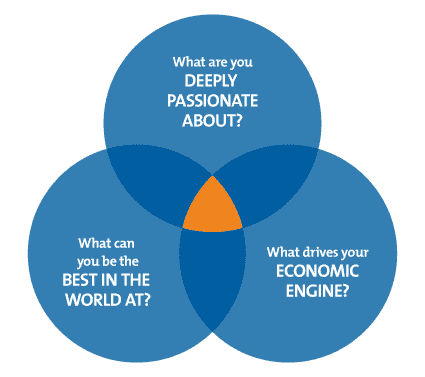 What are you
DEEPLY
PASSIONATE
ABOUT?
What can
you be the
BEST IN THE
WORLD AT?
What drives your
ECONOMIC
ENGINE?